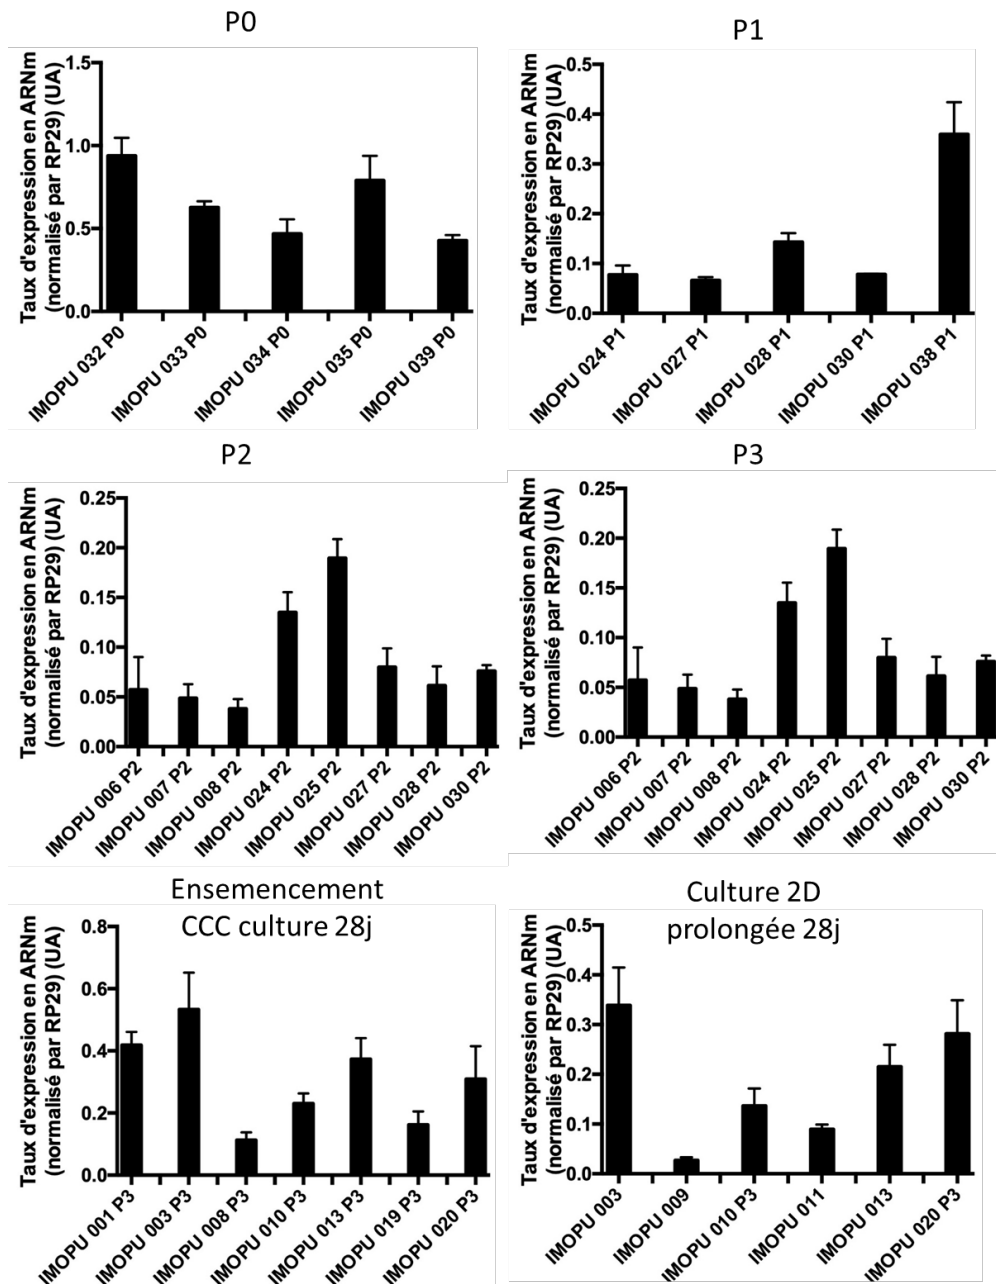 P0
Taux d'expression en ARNm
(normalisé par RP29) (UA)
1.5
1.0
0.5
0.0
IMOPU 032 P0
IMOPU 033 P0
IMOPU 034 P0
IMOPU 035 P0
IMOPU 039 P0
P1
Taux d'expression en ARNm
(normalisé par RP29) (UA)
0.5
0.4
0.3
0.2
0.1
0.0
IMOPU 024 P1
IMOPU 027 P1
IMOPU 028 P1
IMOPU 030 P1
IMOPU 038 P1
P2
Taux d'expression en ARNm
(normalisé par RP29) (UA)
0.25
0.20
0.15
0.10
0.05
0.00
IMOPU 006 P2
IMOPU 007 P2
IMOPU 008 P2
IMOPU 024 P2
IMOPU 025 P2
IMOPU 027 P2
IMOPU 028 P2
IMOPU 030 P2
P3
Taux d'expression en ARNm
(normalisé par RP29) (UA)
0.25
0.20
0.15
0.10
0.05
0.00
IMOPU 006 P2
IMOPU 007 P2
IMOPU 008 P2
IMOPU 024 P2
IMOPU 025 P2
IMOPU 027 P2
IMOPU 028 P2
IMOPU 030 P2
Ensemencement
CCC culture 28j
Taux d'expression en ARNm
(normalisé par RP29) (UA)
0.8
0.6
0.4
0.2
0.0
IMOPU 001 P3
IMOPU 003 P3
IMOPU 008 P3
IMOPU 010 P3
IMOPU 013 P3
IMOPU 019 P3
IMOPU 020 P3
Culture 2D
prolongée 28j
Taux d'expression en ARNm
(normalisé par RP29) (UA)
0.5
0.4
0.3
0.2
0.1
0.0
IMOPU 003
IMOPU 009
IMOPU 010 P3
IMOPU 011
IMOPU 013
IMOPU 020 P3